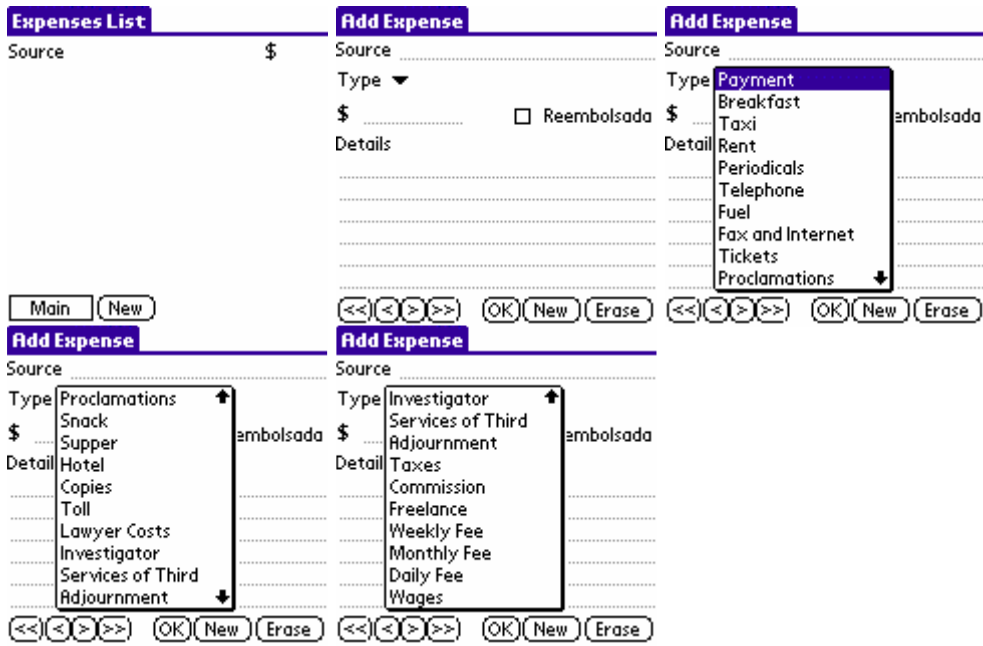 Expenses List
Source $
Main New
Add Expense
Source
Type
$ Reembolsada
Details
<< < > >> OK New Erase
Add Expense
Source
Type Payment
Breakfast
$ embolsada
Taxi
Detail Rent
Periodicals
Telephone
Fuel
Fax and Internet
Tickets
Proclamations
<< < > >> OK New Erase
Add Expense
Source
Type Proclamations
Snack
$ Supper embolsada
Detail Hotel
Copies
Toll
Lawyer Costs
Investigator
Services of Third
Adjournment
<< < > >> OK New Erase
Add Expense
Source
Type Investigator
Services of Third
$ Adjournment embolsada
Detail Taxes
Commission
Freelance
Weekly Fee
Monthly Fee
Daily Fee
Wages
<< < > >> OK New Erase